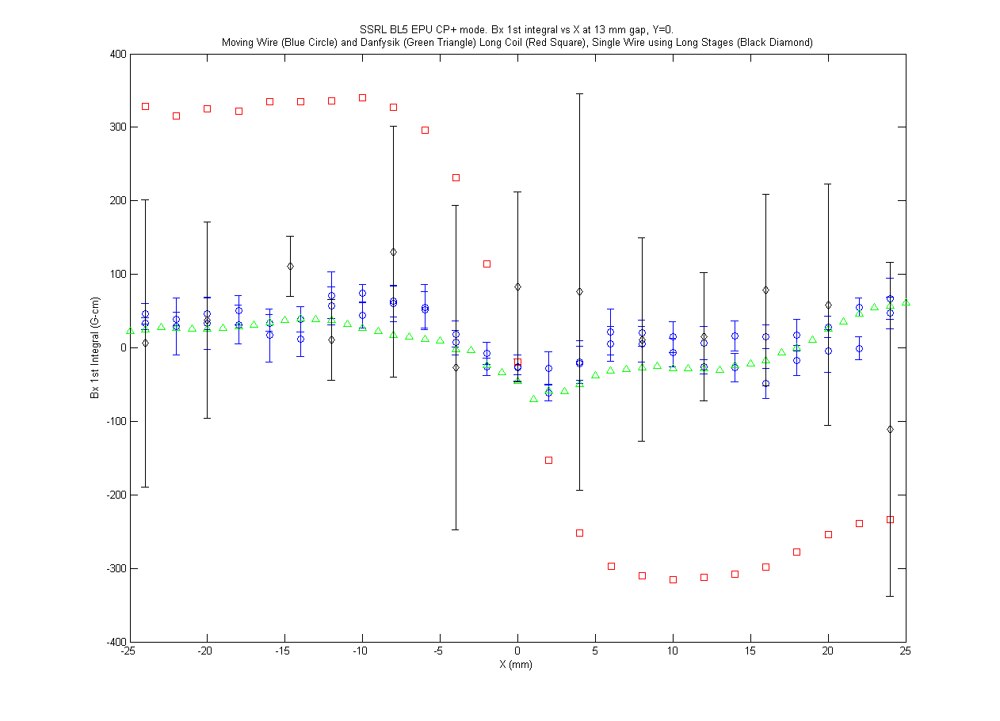 SSRL BL5 EPU CP+ mode. Bx 1st integral vs X at 13 mm gap, Y=0.
Moving Wire (Blue Circle) and Danfysik (Green Triangle) Long Coil (Red Square), Single Wire using Long Stages (Black Diamond)
400
300
200
100
0
-100
-200
-300
-400
Bx 1st Integral (G-cm)
-25 -20 -15 -10 -5 0 5 10 15 20 25
X (mm)